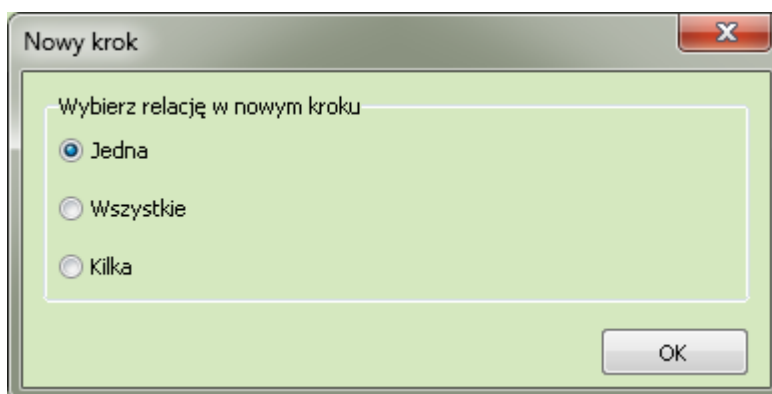 Nowy krok
Wybierz relację w nowym kroku
Jedna
Wszystkie
Kilka
OK